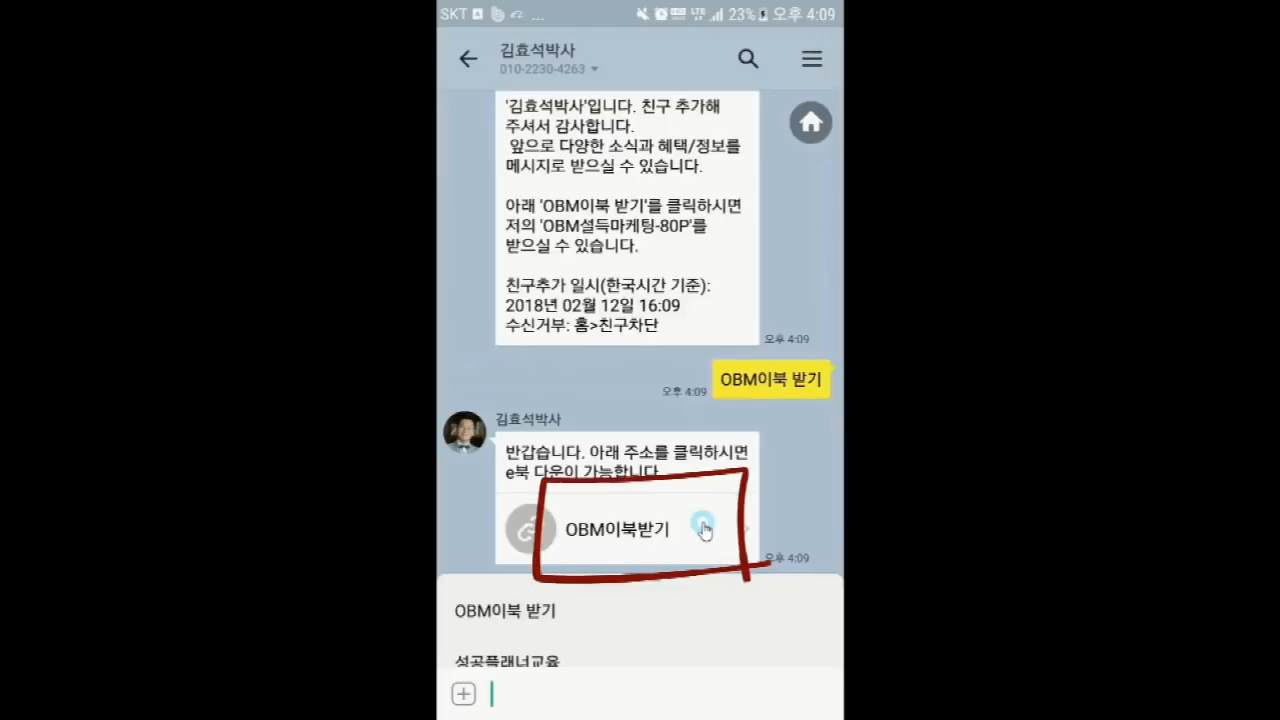 SKT
23% 오후 4:09
김효석박사
010-2230-4263
'김효석박사'입니다. 친구 추가해
주셔서 감사합니다.
앞으로 다양한 소식과 혜택/정보를
메시지로 받으실 수 있습니다.
아래 'OBM이북 받기'를 클릭하시면
저의 'OBM설득마케팅-80P'를
받으실 수 있습니다.
친구추가 일시(한국시간 기준):
2018년 02월 12일 16:09
수신거부: 홈>친구차단
오후 4:09
OBM이북 받기
오후 4:09
김효석박사
반갑습니다. 아래 주소를 클릭하시면
e북 다운이 가능합니다.
OBM이북받기
오후 4:09
OBM이북 받기
성공플래너교육